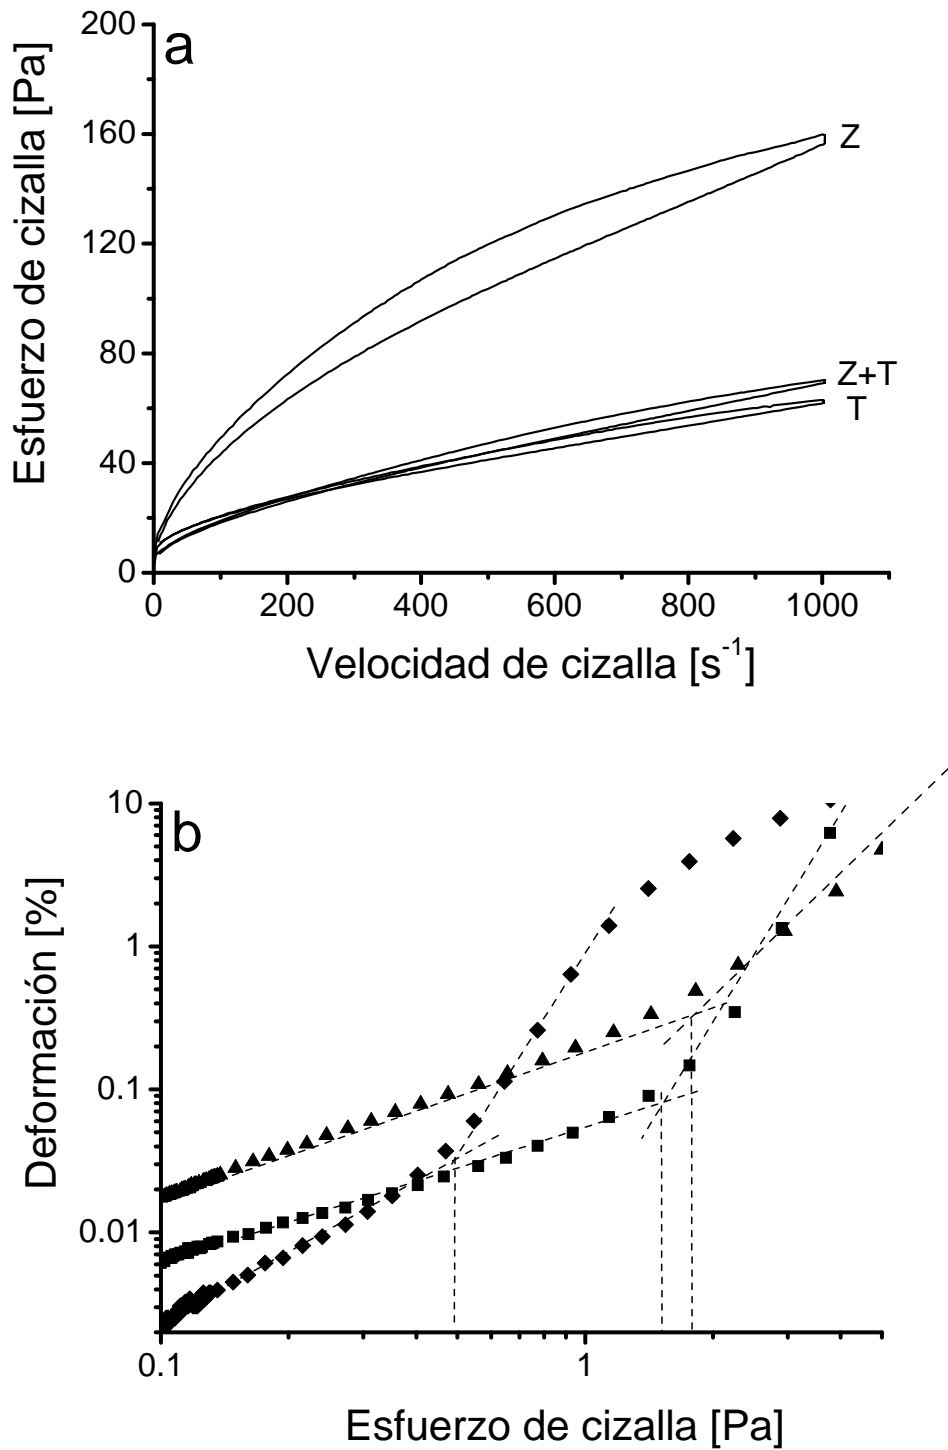 200
a
160
120
80
40
0
Esfuerzo de cizalla [Pa]
Z
Z+T
T
0 200 400 600 800 1000
Velocidad de cizalla [s⁻¹]
10
b
1
0.1
0.01
Deformación [%]
0.1 1
Esfuerzo de cizalla [Pa]